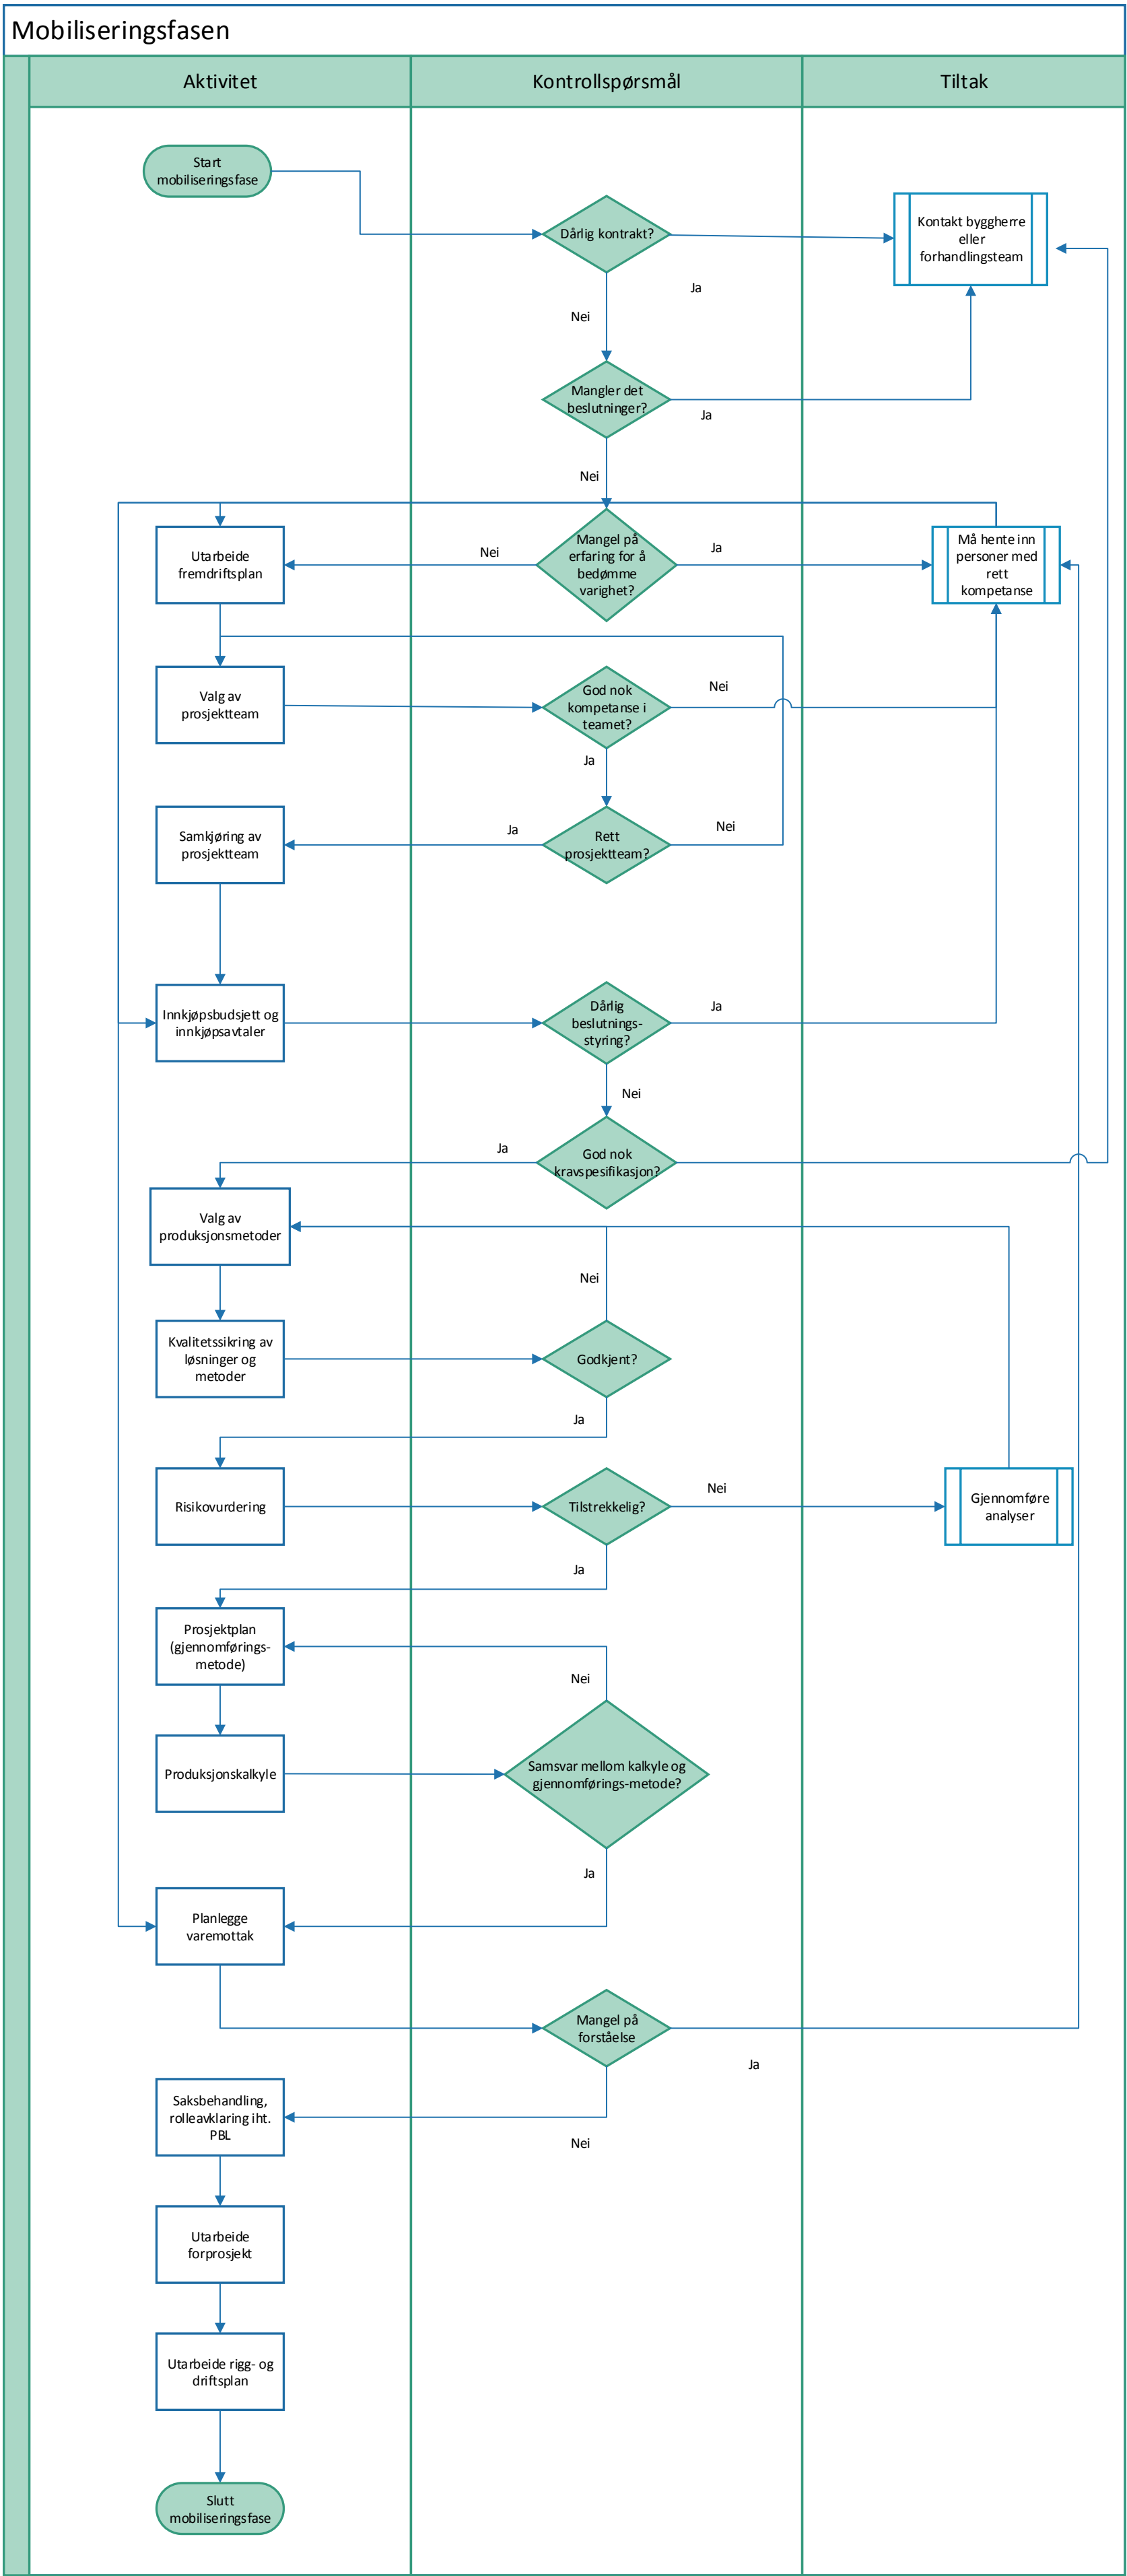 Mobiliseringsfasen
Aktivitet
Kontrollspørsmål
Tiltak
Start
mobiliseringsfase
Dårlig kontrakt?
Kontakt byggherre
eller
forhandlingsteam
Ja
Nei
Mangler det
beslutninger?
Ja
Nei
Utarbeide
fremdriftsplan
Nei
Mangel på
erfaring for å
bedømme
varighet?
Ja
Må hente inn
personer med
rett
kompetanse
Valg av
prosjektteam
God nok
kompetanse i
teamet?
Nei
Ja
Samkjøring av
prosjektteam
Ja
Rett
prosjektteam?
Nei
Innkjøpsbudsjett og
innkjøpsavtaler
Dårlig
beslutnings-
styring?
Ja
Nei
Ja
God nok
kravspesifikasjon?
Valg av
produksjonsmetoder
Nei
Kvalitetssikring av
løsninger og
metoder
Godkjent?
Ja
Risikovurdering
Tilstrekkelig?
Nei
Gjennomføre
analyser
Ja
Prosjektplan
(gjennomførings-
metode)
Nei
Produksjonskalkyle
Samsvar mellom kalkyle og
gjennomførings-metode?
Ja
Planlegge
varemottak
Mangel på
forståelse
Ja
Saksbehandling,
rolleavklaring iht.
PBL
Nei
Utarbeide
forprosjekt
Utarbeide rigg- og
driftsplan
Slutt
mobiliseringsfase